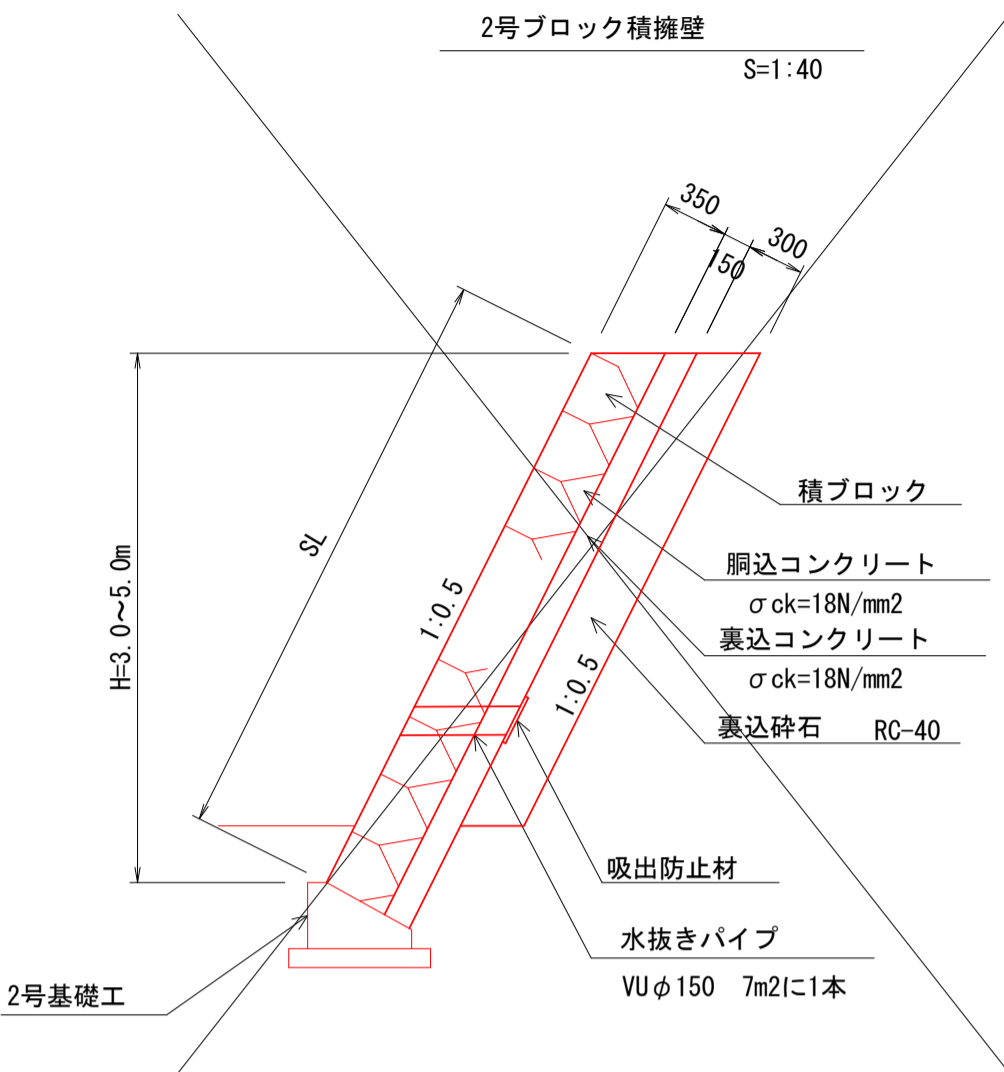 2号ブロック積擁壁
S=1:40
350
150
300
SL
H=3.0~5.0m
1:0.5
1:0.5
積ブロック
胴込コンクリート
σck=18N/mm2
裏込コンクリート
σck=18N/mm2
裏込砕石 RC-40
吸出防止材
水抜きパイプ
VUφ150 7m2に1本
2号基礎工